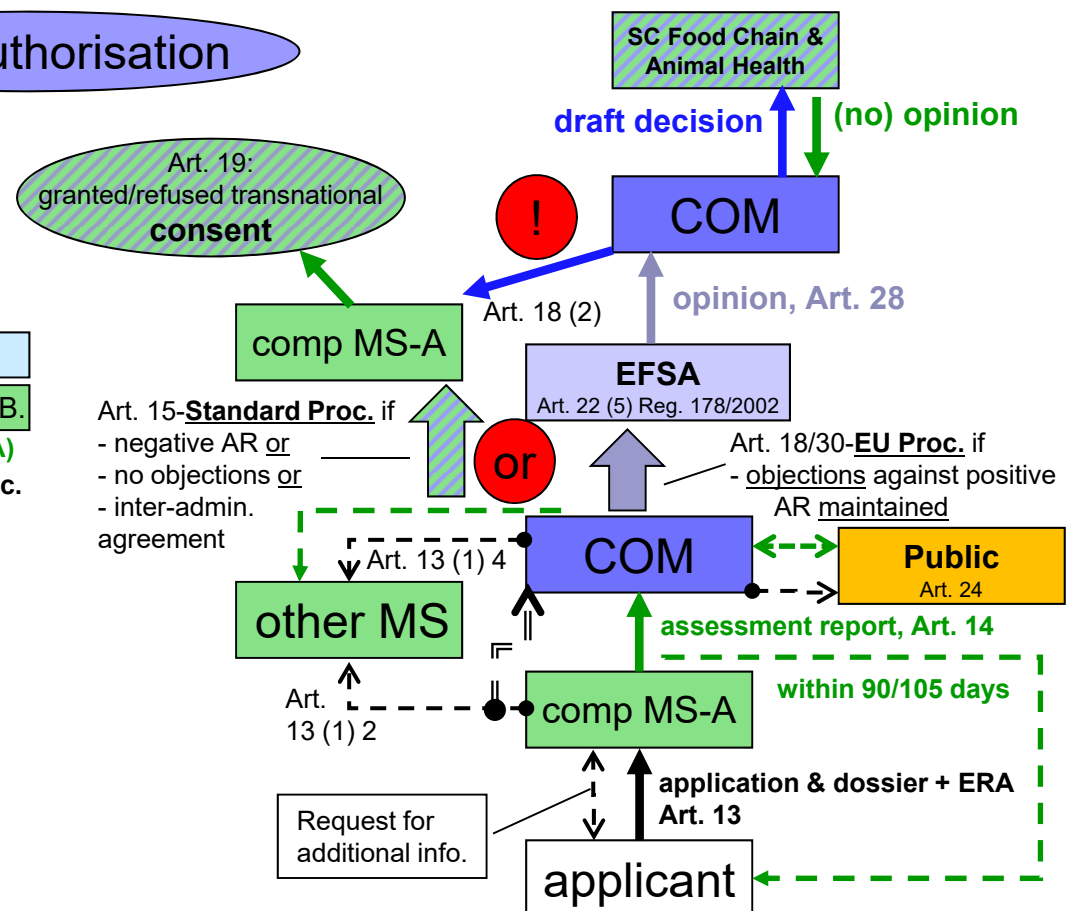 uthorisation
SC Food Chain &
Animal Health
draft decision
(no) opinion
Art. 19:
granted/refused transnational
consent
!
COM
Art. 18 (2)
opinion, Art. 28
comp MS-A
EFSA
Art. 22 (5) Reg. 178/2002
B.
A)
c.
Art. 15-Standard Proc. if
- negative AR or
- no objections or
- inter-admin.
agreement
or
Art. 18/30-EU Proc. if
- objections against positive
AR maintained
Art. 13 (1) 4
COM
Public
Art. 24
other MS
assessment report, Art. 14
within 90/105 days
Art.
13 (1) 2
comp MS-A
application & dossier + ERA
Art. 13
Request for
additional info.
applicant